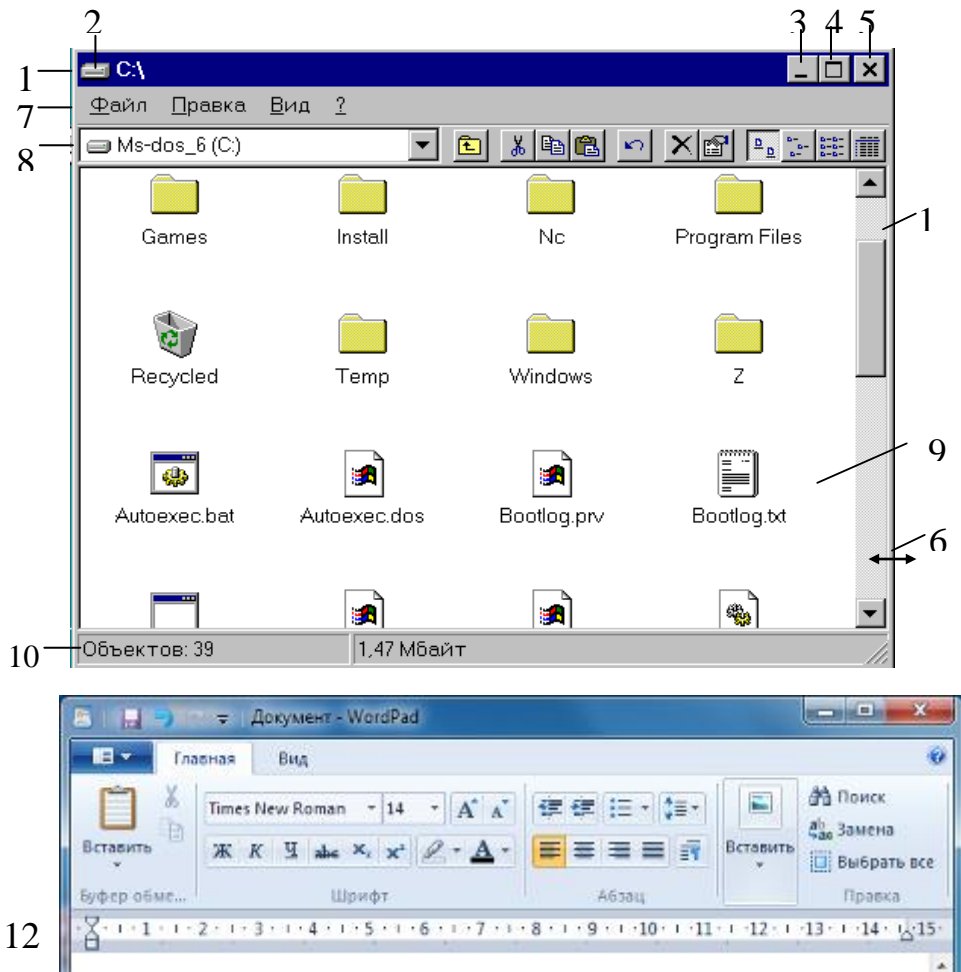 2 3 4 5
1 C:\
7 Файл Правка Вид ?
8 Ms-dos_6 (C:)
1
Games Install Nc Program Files
Recycled Temp Windows Z
9
Autoexec.bat Autoexec.dos Bootlog.prv Bootlog.txt
6
10 Объектов: 39 1,47 Мбайт
Документ - WordPad
Главная Вид
Times New Roman 14 А А Поиск
Замена
Вставить Ж К Ч abc X₂ X² А Вставить Выбрать все
Буфер обме... Шрифт Абзац Правка
12 1 2 3 4 5 6 7 8 9 10 11 12 13 14 15